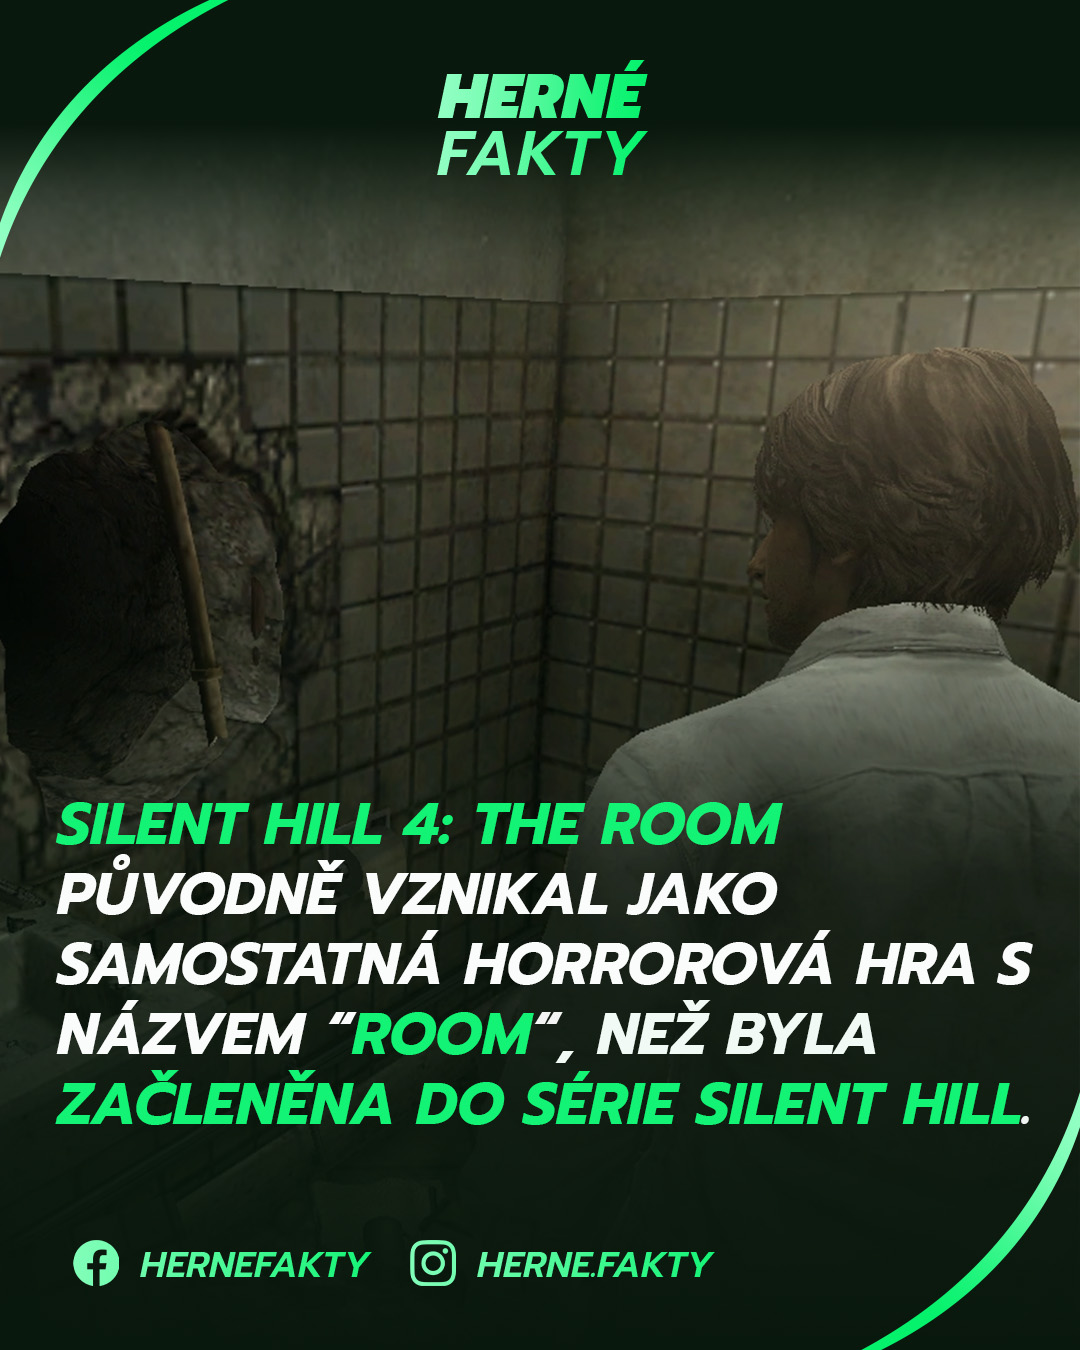 HERNÉ
FAKTY
SILENT HILL 4: THE ROOM
PŮVODNĚ VZNIKAL JAKO
SAMOSTATNÁ HORROROVÁ HRA S
NÁZVEM “ROOM“, NEŽ BYLA
ZAČLENĚNA DO SÉRIE SILENT HILL.
HERNEFAKTY HERNE.FAKTY